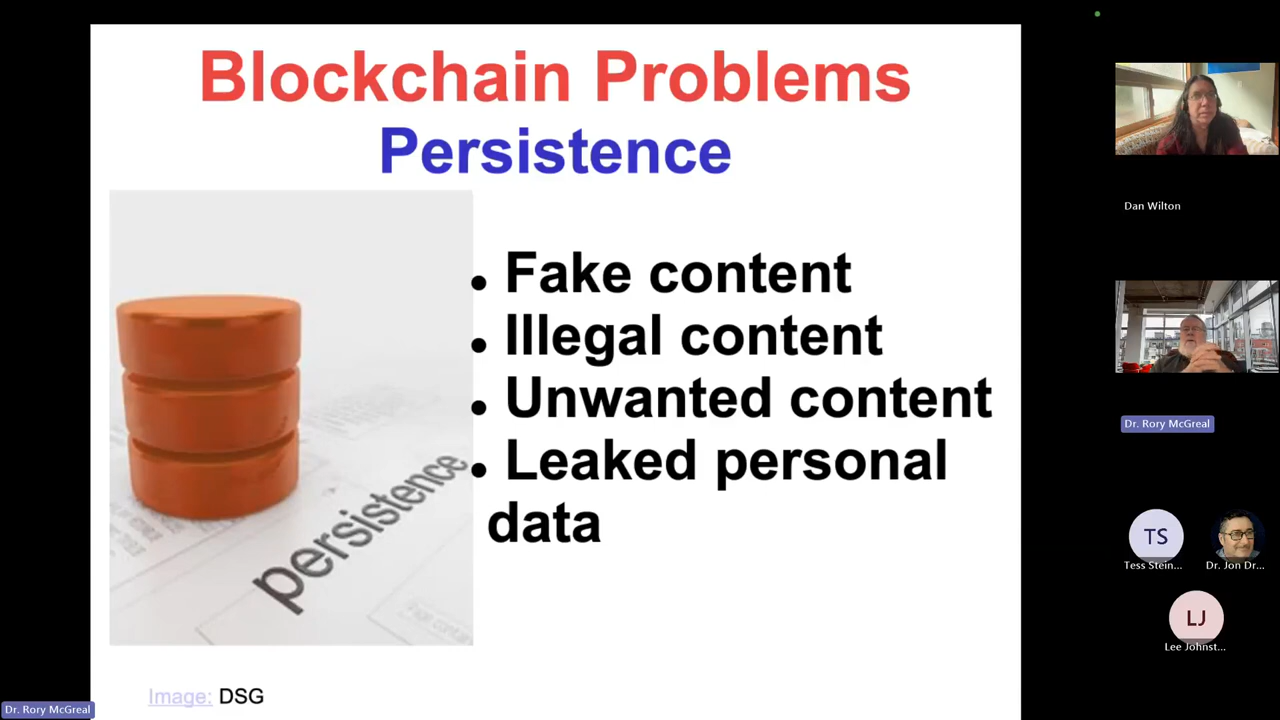 Blockchain Problems
Persistence
• Fake content
• Illegal content
• Unwanted content
• Leaked personal
data
persistence
Image: DSG
Dr. Rory McGreal
Dan Wilton
Dr. Rory McGreal
TS
Tess Stein...
Dr. Jon Dr...
LJ
Lee Johnst...